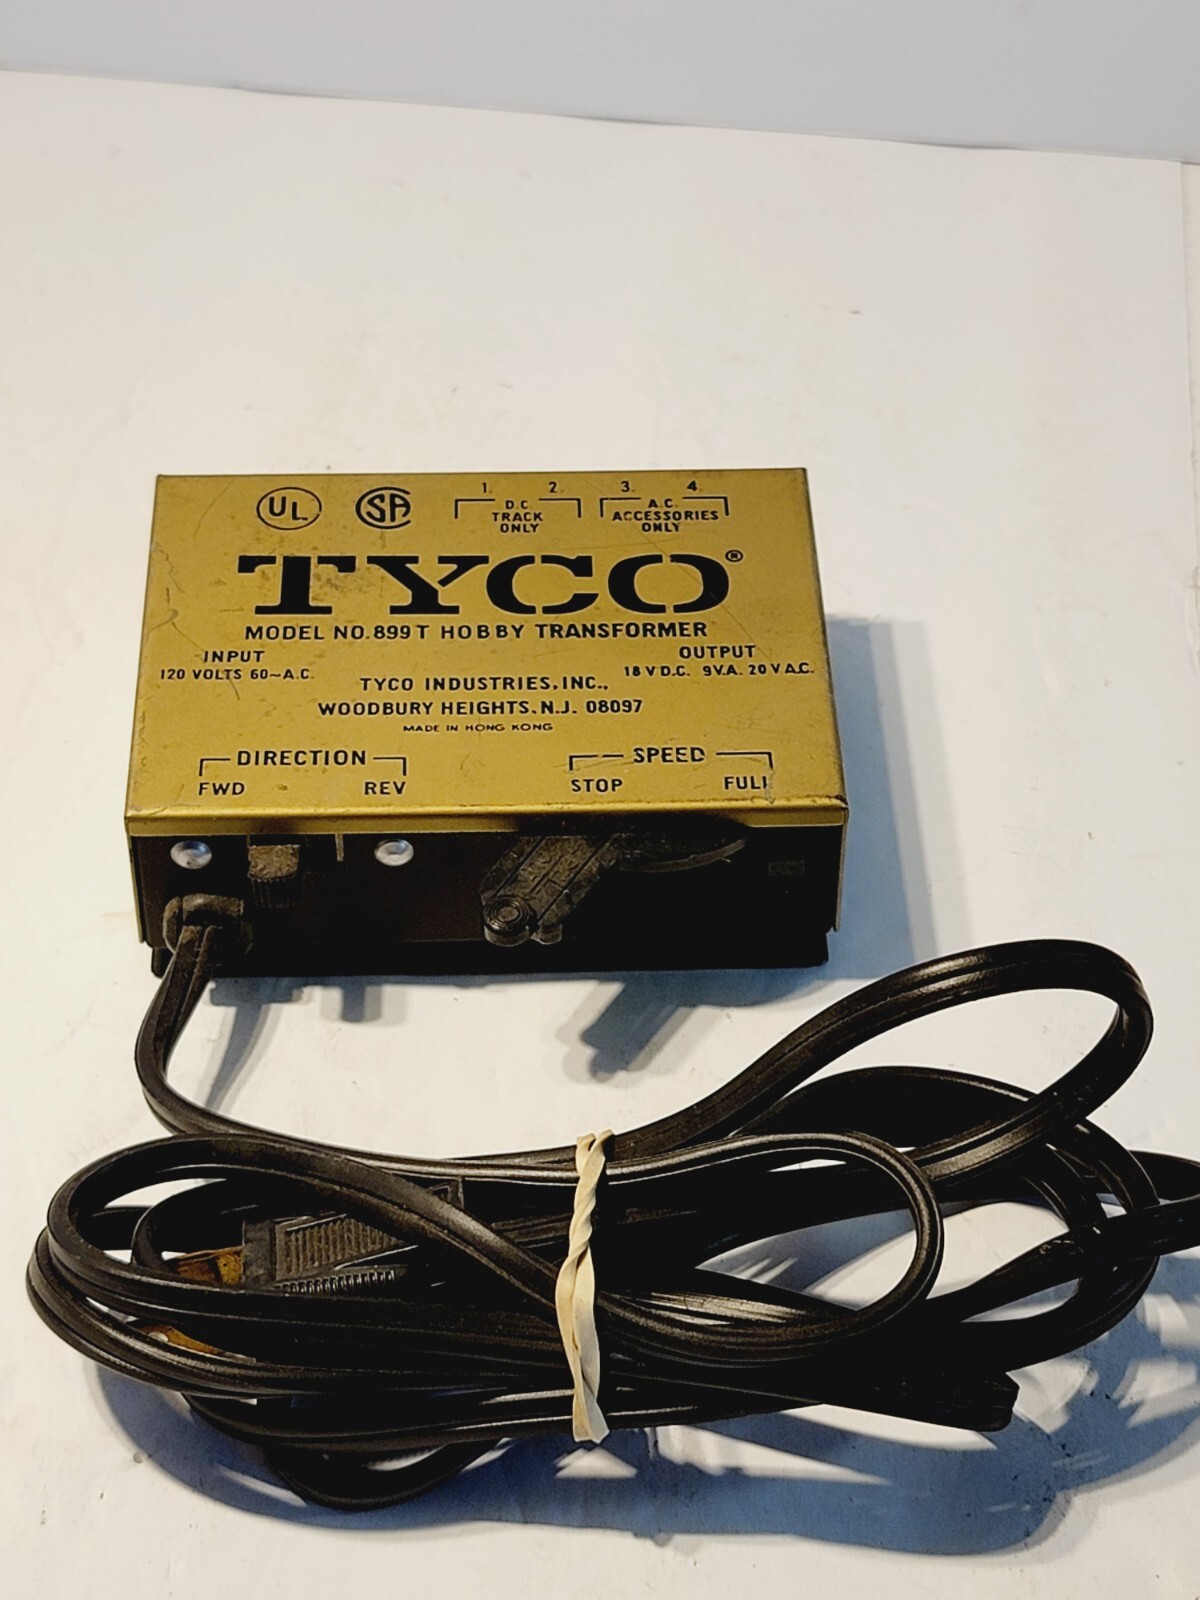 UL SA 1. 2. 3. 4.
D.C. A.C.
TRACK ACCESSORIES
ONLY ONLY
TYCO®
MODEL NO. 899T HOBBY TRANSFORMER
INPUT OUTPUT
120 VOLTS 60~A.C. 18 V D.C. 9V.A. 20 V A.C.
TYCO INDUSTRIES, INC.,
WOODBURY HEIGHTS, N.J. 08097
MADE IN HONG KONG
DIRECTION SPEED
FWD REV STOP FULL